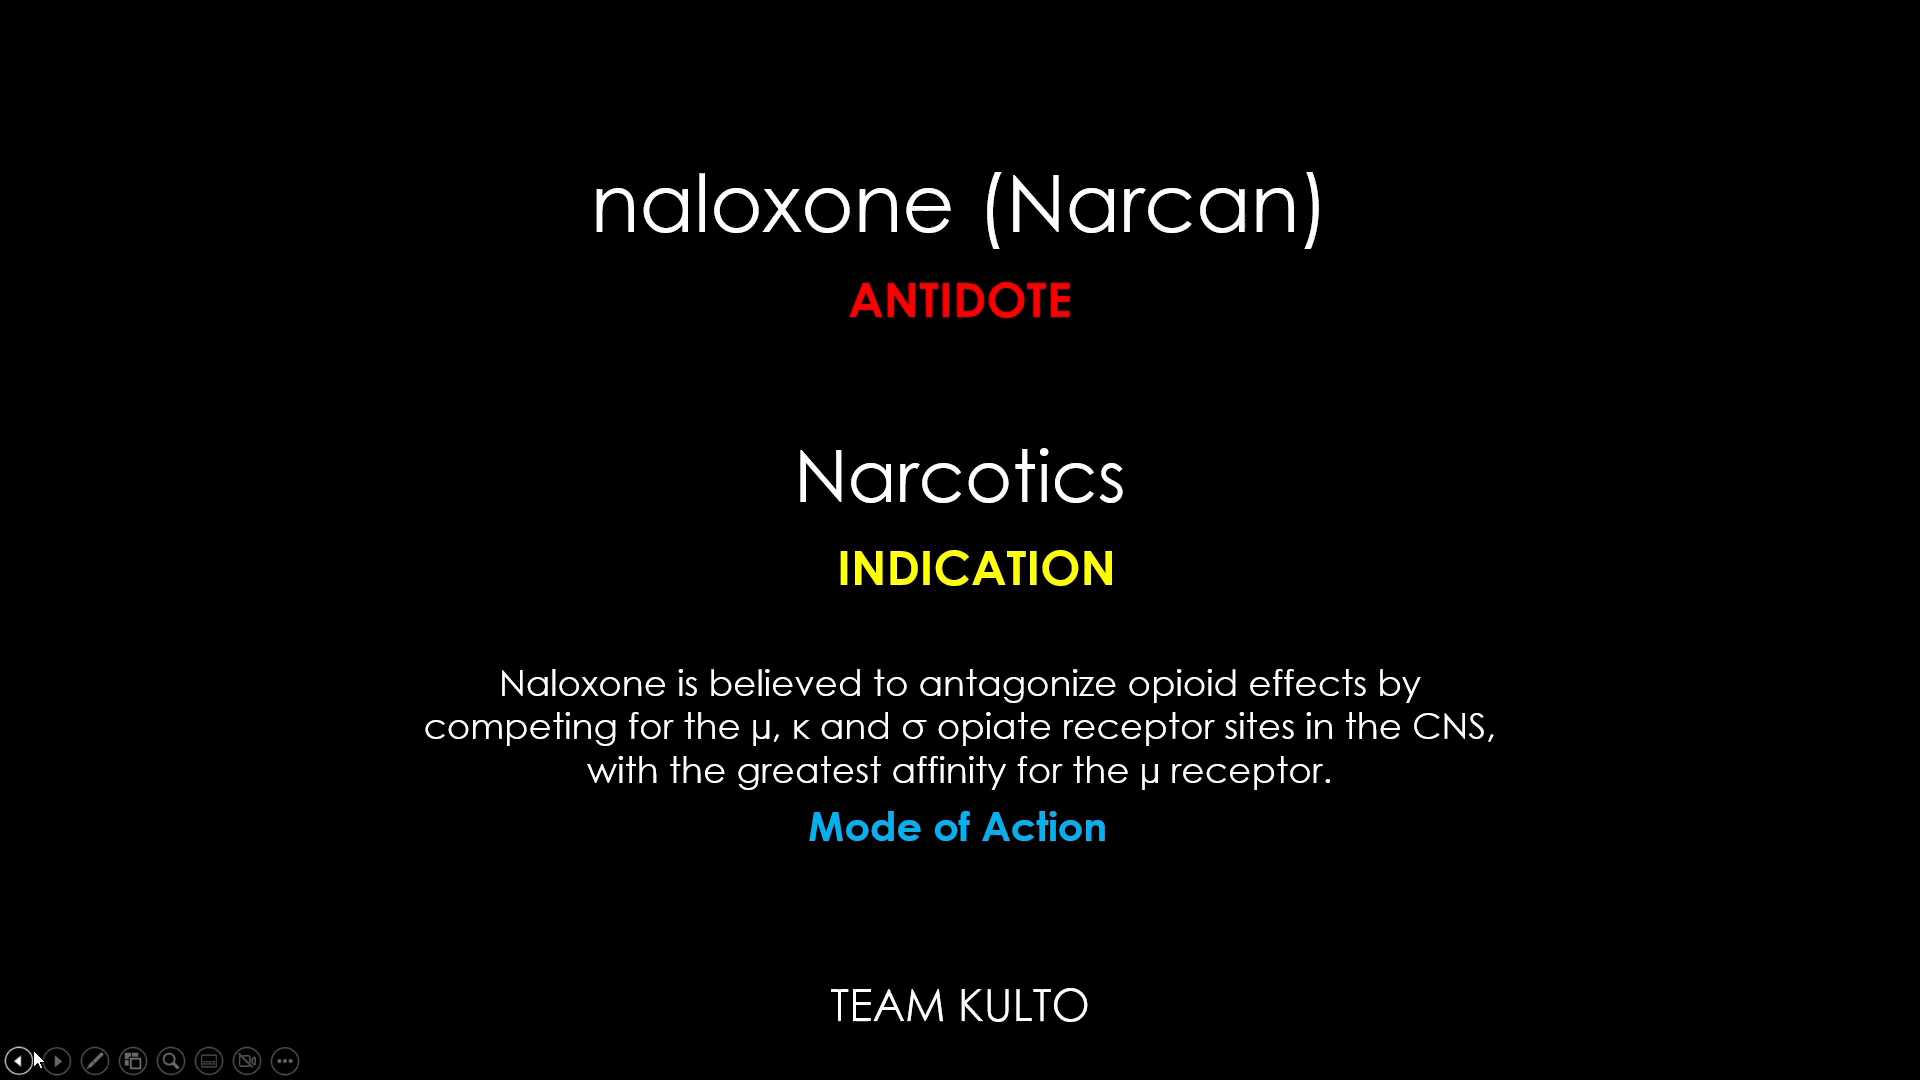 naloxone (Narcan)
ANTIDOTE
Narcotics
INDICATION
Naloxone is believed to antagonize opioid effects by
competing for the μ, κ and σ opiate receptor sites in the CNS,
with the greatest affinity for the μ receptor.
Mode of Action
TEAM KULTO